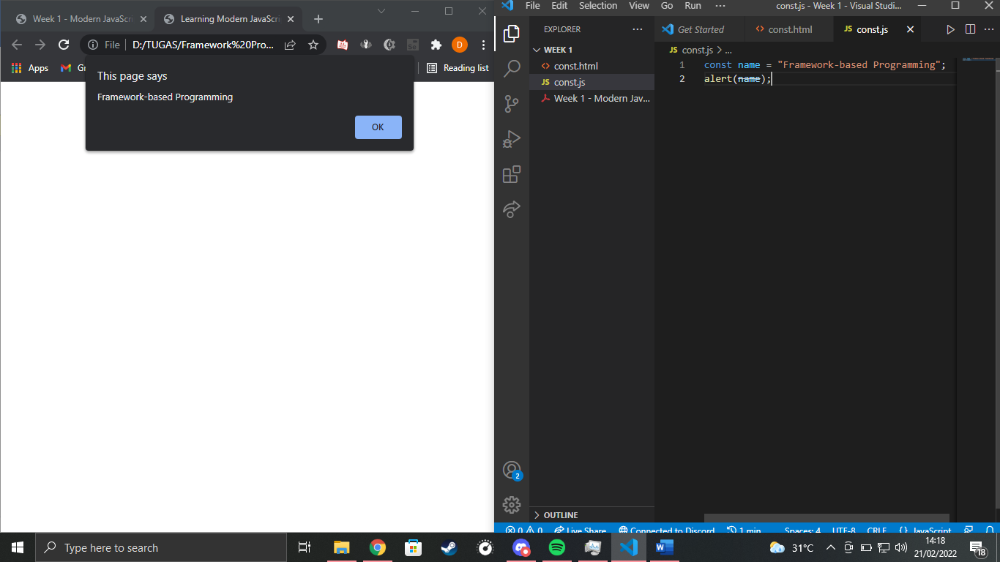 Week 1 - Modern JavaScri
Learning Modern JavaScri
File
D:/TUGAS/Framework%20Pro...
D
Apps
Reading list
This page says
Framework-based Programming
OK
File Edit Selection View Go Run ···
const.js - Week 1 - Visual Studi...
EXPLORER
WEEK 1
const.html
JS const.js
Week 1 - Modern Jav...
OUTLINE
Get Started
const.html
JS const.js
JS const.js > ...
1 const name = "Framework-based Programming";
2 alert(name);
2
0 0 Live Share Connected to Discord 1 min Spaces: 4 UTF-8 CRLF {} JavaScript
Type here to search
31°C
14:18
21/02/2022
18